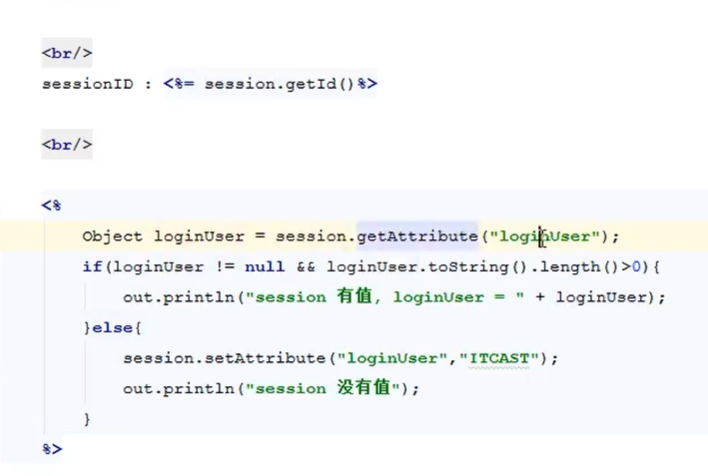 <br/>
sessionID : <%= session.getId()%>
<br/>
<%
Object loginUser = session.getAttribute("loginUser");
if(loginUser != null && loginUser.toString().length()>0){
out.println("session 有值, loginUser = " + loginUser);
}else{
session.setAttribute("loginUser","ITCAST");
out.println("session 没有值");
}
%>